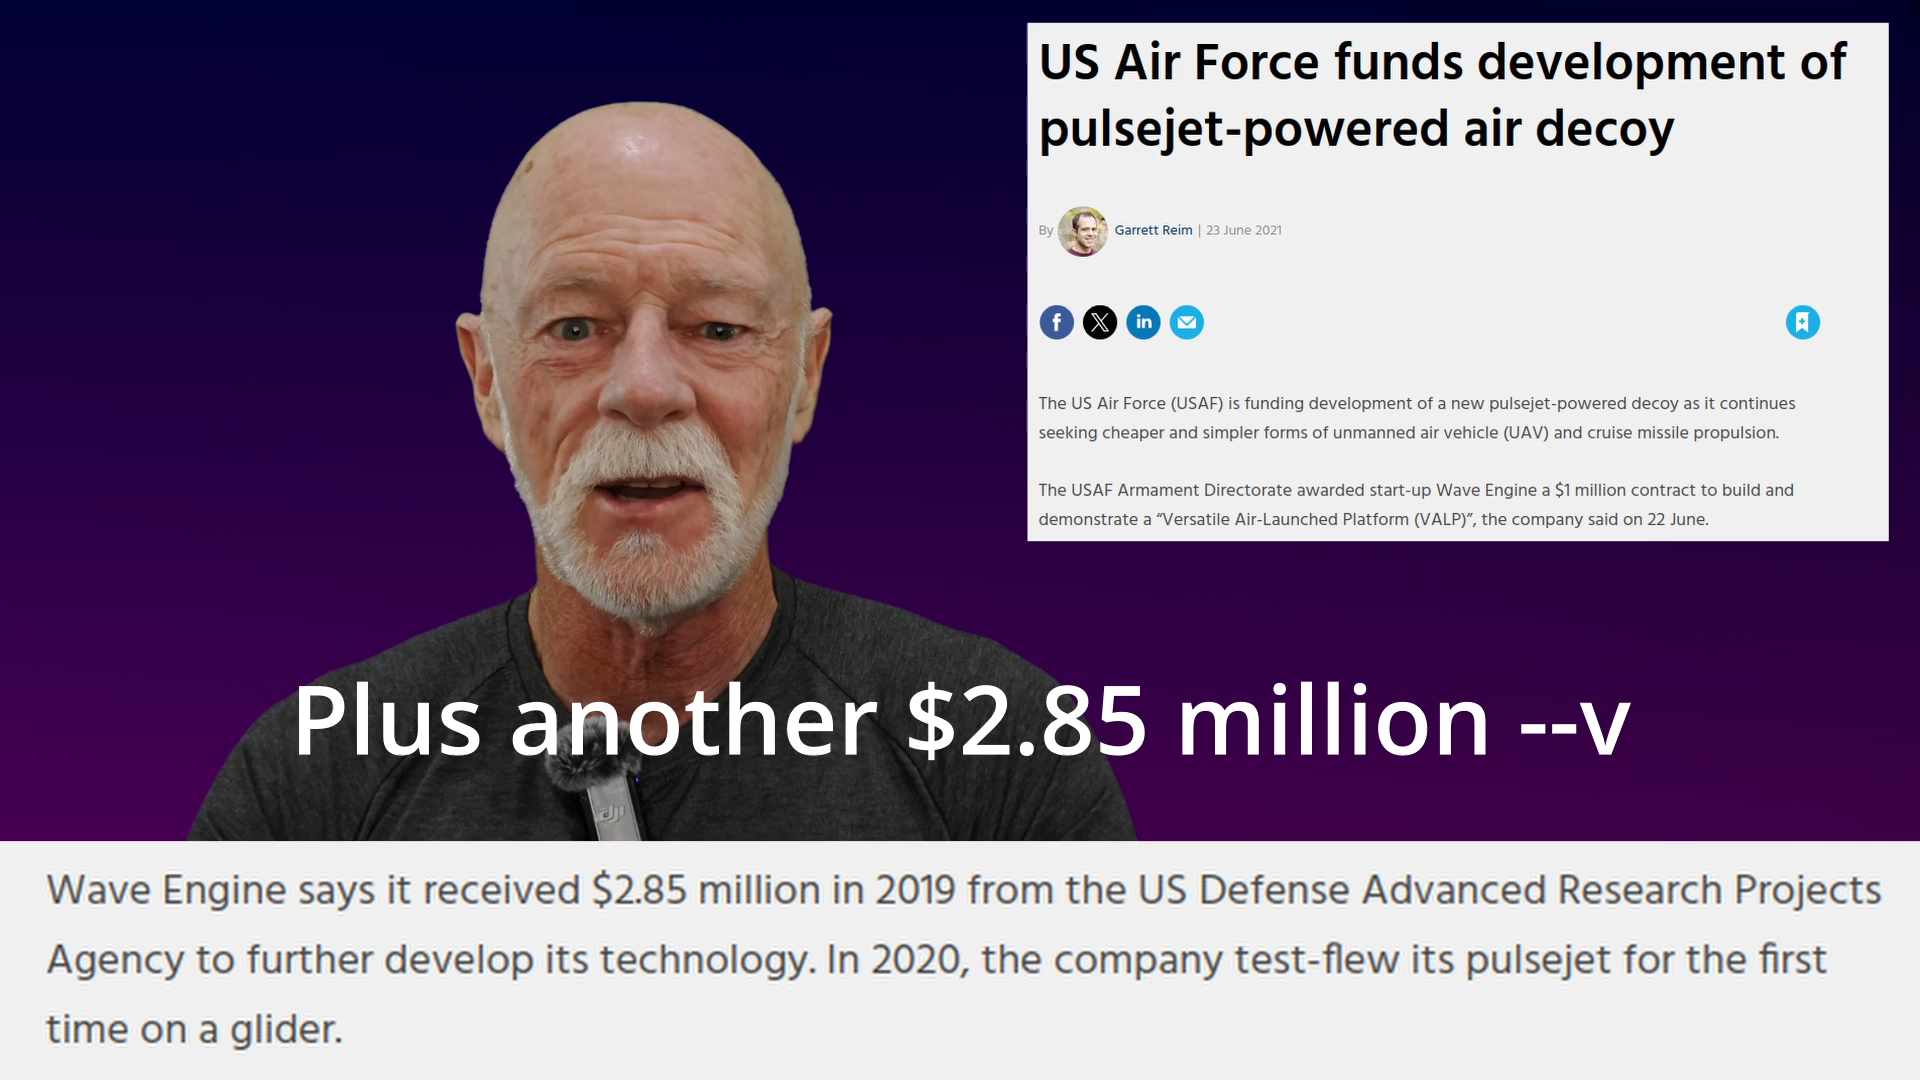 US Air Force funds development of
pulsejet-powered air decoy
By Garrett Reim | 23 June 2021
The US Air Force (USAF) is funding development of a new pulsejet-powered decoy as it continues
seeking cheaper and simpler forms of unmanned air vehicle (UAV) and cruise missile propulsion.
The USAF Armament Directorate awarded start-up Wave Engine a $1 million contract to build and
demonstrate a “Versatile Air-Launched Platform (VALP)”, the company said on 22 June.
Plus another $2.85 million --v
dji
Wave Engine says it received $2.85 million in 2019 from the US Defense Advanced Research Projects
Agency to further develop its technology. In 2020, the company test-flew its pulsejet for the first
time on a glider.